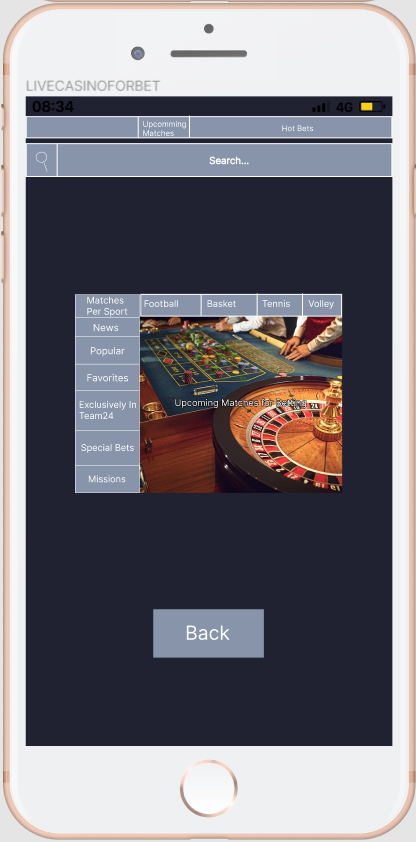 LIVECASINOFORBET
08:34
4G
Upcomming
Matches
Hot Bets
Search...
Matches
Per Sport
Football
Basket
Tennis
Volley
News
Popular
Favorites
Exclusively In
Team24
Special Bets
Missions
Upcoming Matches for Betting
Back